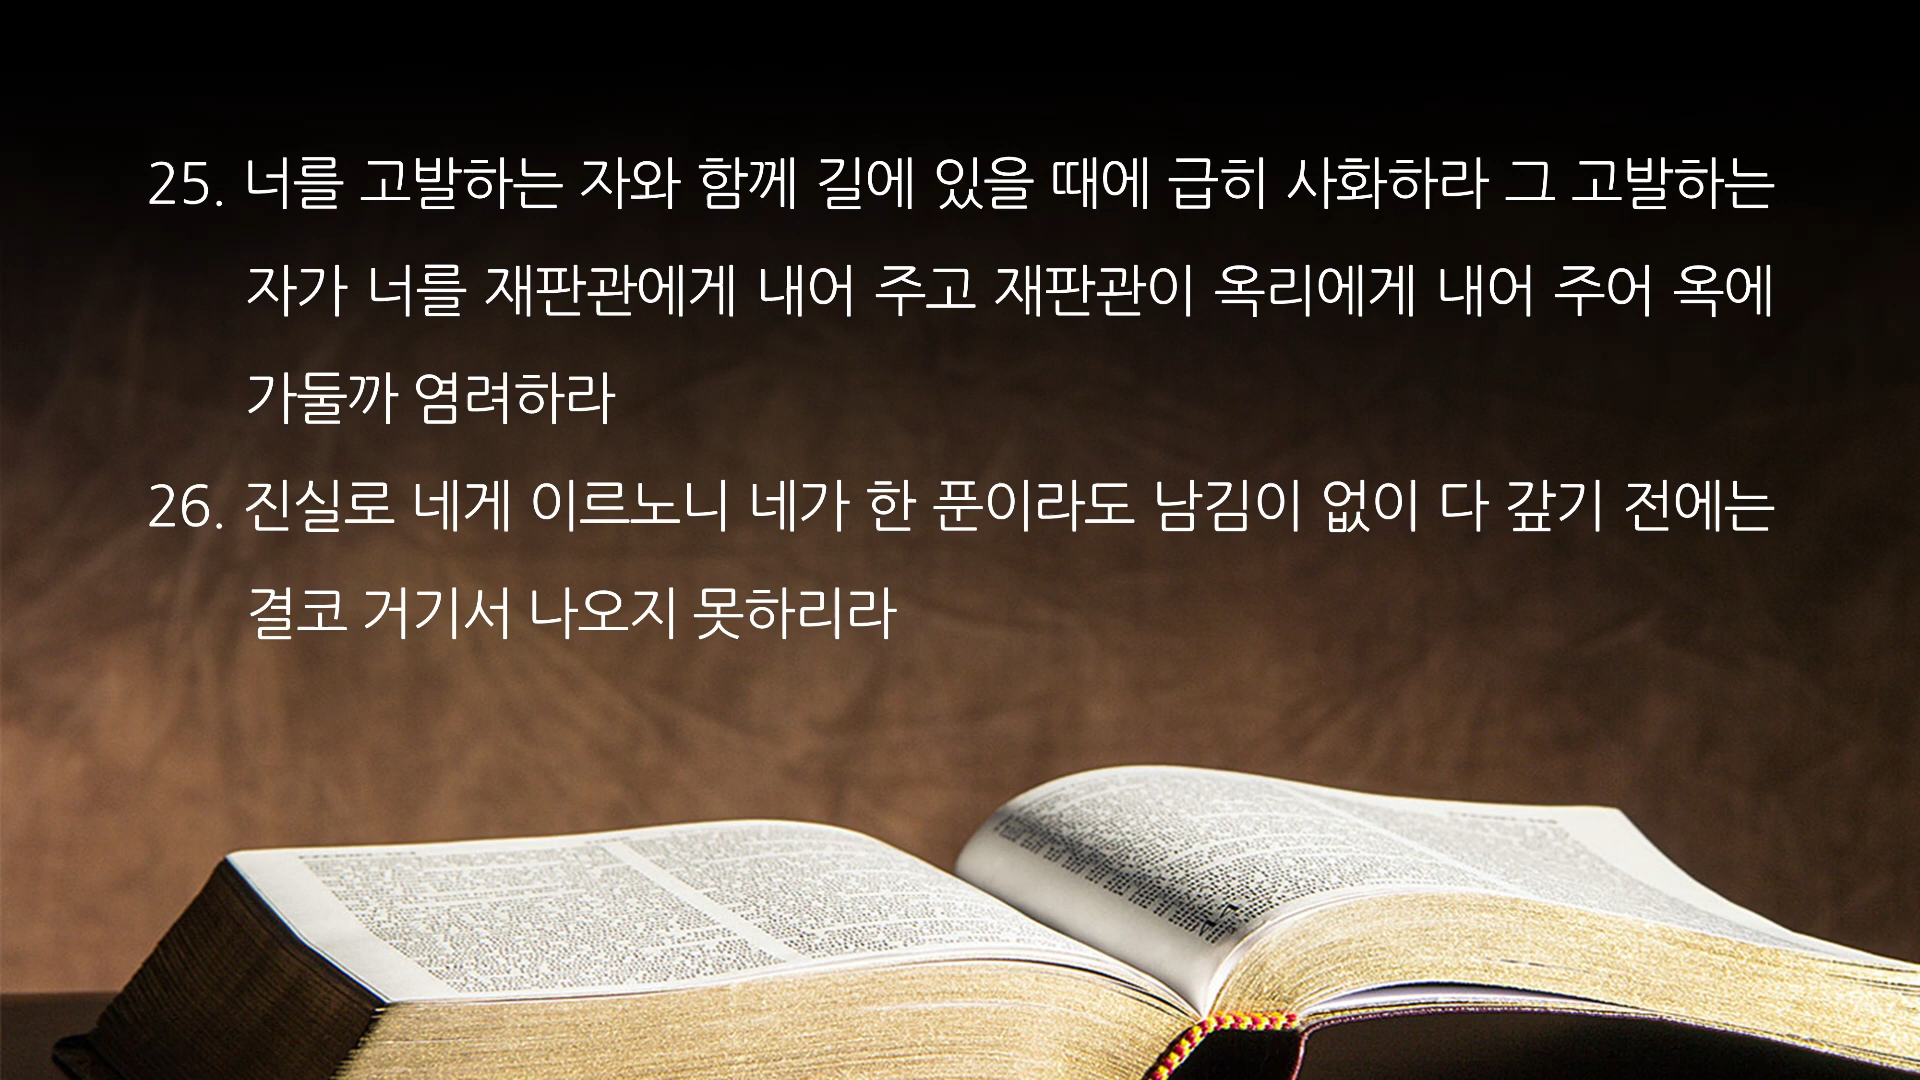 25. 너를 고발하는 자와 함께 길에 있을 때에 급히 사화하라 그 고발하는
자가 너를 재판관에게 내어 주고 재판관이 옥리에게 내어 주어 옥에
가둘까 염려하라
26. 진실로 네게 이르노니 네가 한 푼이라도 남김이 없이 다 갚기 전에는
결코 거기서 나오지 못하리라